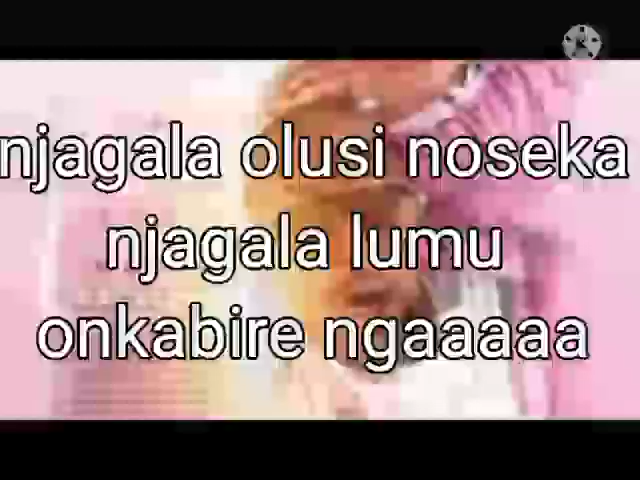 njagala olusi noseka
njagala lumu
onkabire ngaaaaa